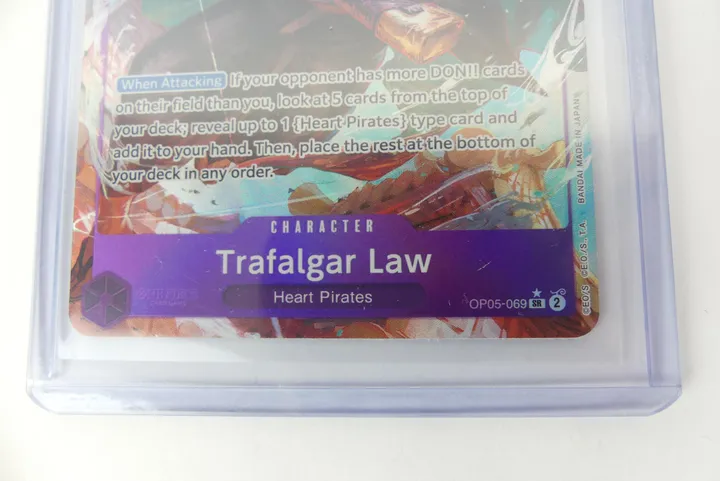 When Attacking If your opponent has more DON!! cards
on their field than you, look at 5 cards from the top of
your deck; reveal up to 1 {Heart Pirates} type card and
add it to your hand. Then, place the rest at the bottom of
your deck in any order.
CHARACTER
Trafalgar Law
Heart Pirates
OP05-069 SR 2
©E.O./S. ©E.O./S.,T.A. BANDAI MADE IN JAPAN